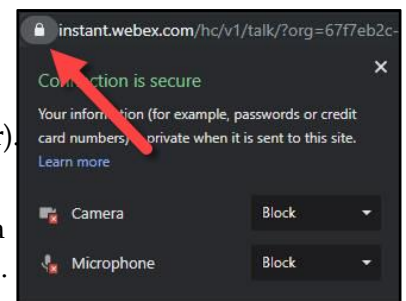 instant.webex.com/hc/v1/talk/?org=67f7eb2c-
Connection is secure
Your information (for example, passwords or credit
r).
card numbers) is private when it is sent to this site.
Learn more
Camera Block
n
Microphone Block
.